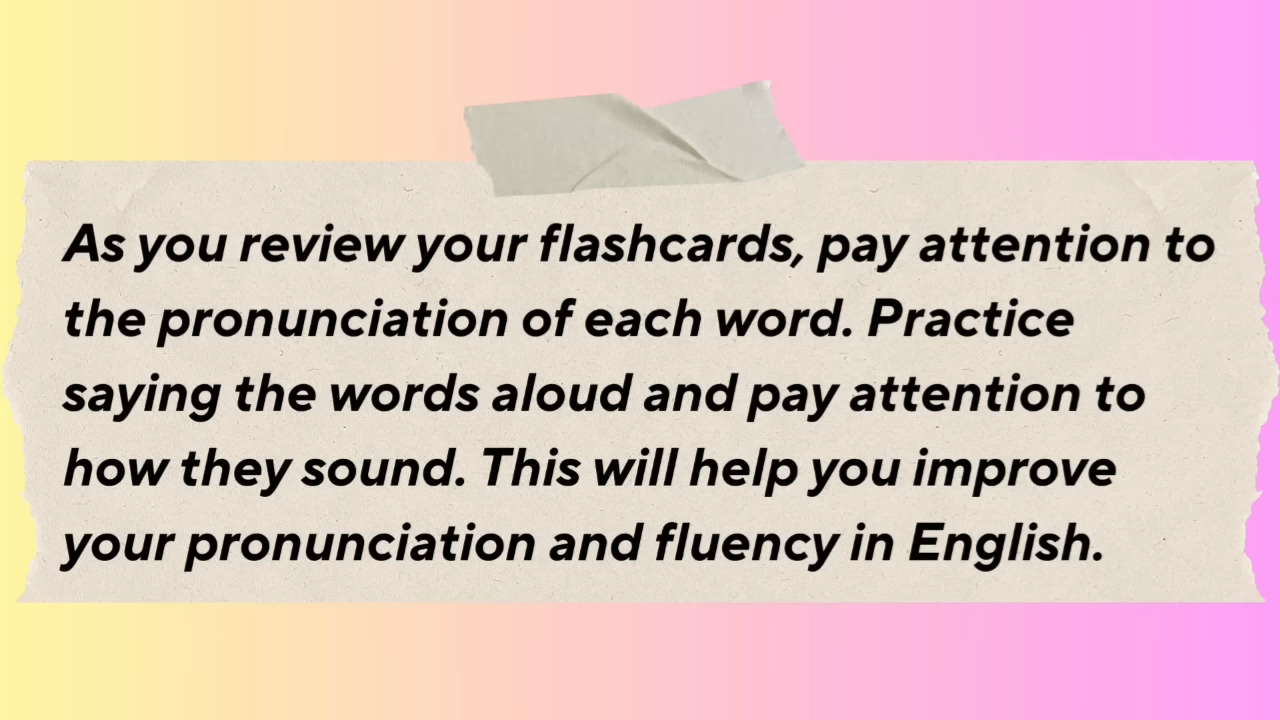 As you review your flashcards, pay attention to
the pronunciation of each word. Practice
saying the words aloud and pay attention to
how they sound. This will help you improve
your pronunciation and fluency in English.